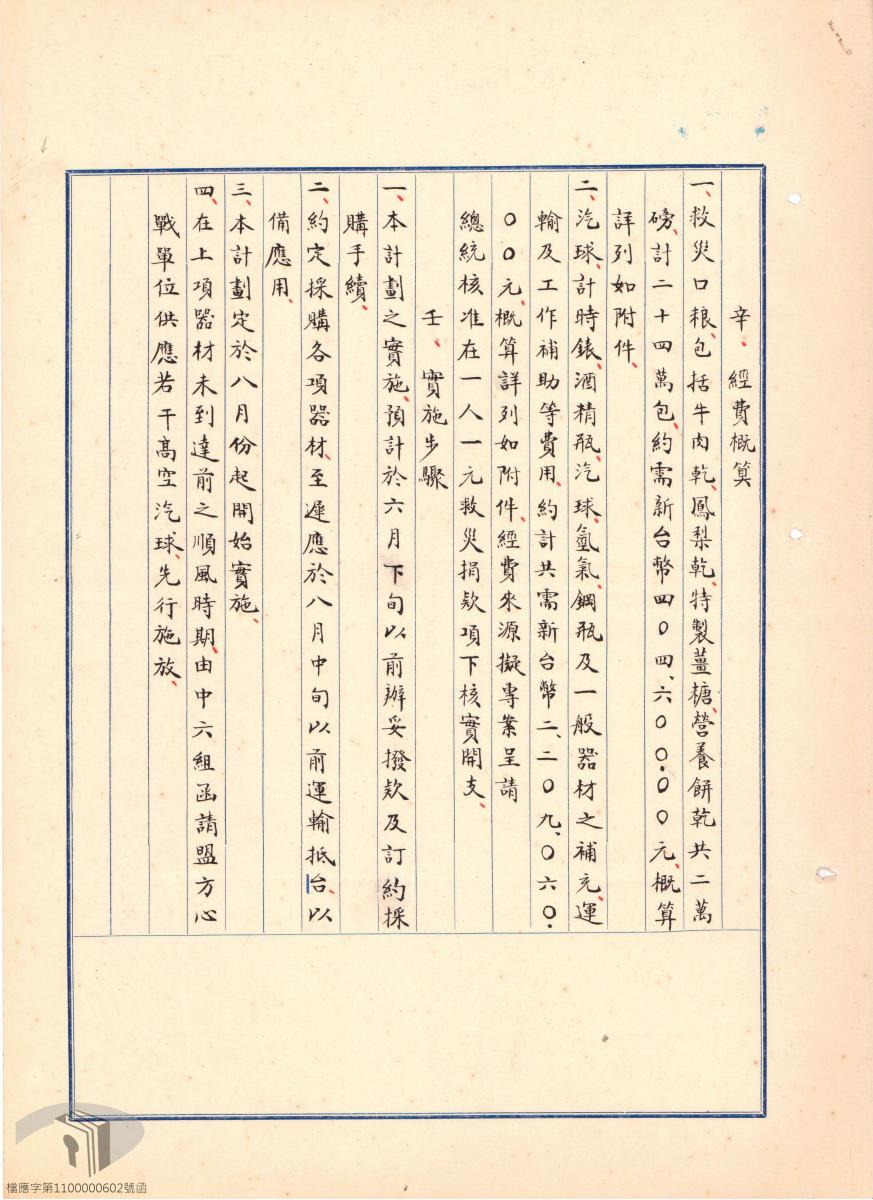 辛、經費概算
一、救災口粮、包括牛肉乾、鳳梨乾、特製薑糖、營養餅乾共二萬
磅、計二十四萬包、約需新台幣四〇四、六〇〇.〇〇元、概算
詳列如附件、
二、汽球、計時錶、酒精瓶、汽球、氫氣、鋼瓶及一般器材之補充、運
輸及工作補助等費用、約計共需新台幣二、二〇九、〇六〇.
〇〇元、概算詳列如附件、經費來源擬專案呈請
總統核准在一人一元救災捐欵項下核實開支、
壬、實施步驟
一、本計劃之實施、預計於六月下旬以前辦妥撥欵及訂約採
購手續、
二、約定採購各項器材、至遲應於八月中旬以前運輸抵台、以
備應用、
三、本計劃定於八月份起開始實施、
四、在上項器材未到達前之順風時期、由中六組函請盟方心
戰單位供應若干高空汽球、先行施放、
檔應字第1100000602號函